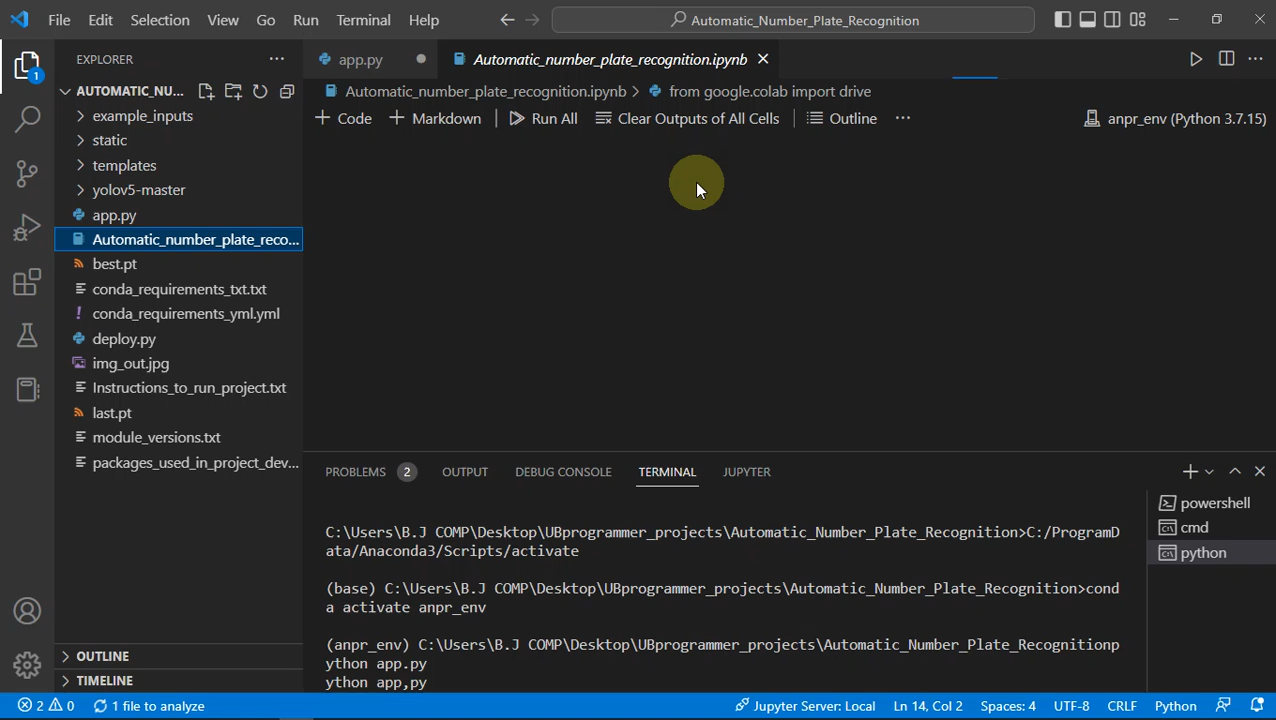 File Edit Selection View Go Run Terminal Help
Automatic_Number_Plate_Recognition
1
EXPLORER
AUTOMATIC_NU...
example_inputs
static
templates
yolov5-master
app.py
Automatic_number_plate_reco...
best.pt
conda_requirements_txt.txt
! conda_requirements_yml.yml
deploy.py
img_out.jpg
Instructions_to_run_project.txt
last.pt
module_versions.txt
packages_used_in_project_dev...
OUTLINE
TIMELINE
app.py
Automatic_number_plate_recognition.ipynb
Automatic_number_plate_recognition.ipynb > from google.colab import drive
+ Code + Markdown Run All Clear Outputs of All Cells Outline ...
anpr_env (Python 3.7.15)
PROBLEMS 2 OUTPUT DEBUG CONSOLE TERMINAL JUPYTER
C:\Users\B.J COMP\Desktop\UBprogrammer_projects\Automatic_Number_Plate_Recognition>C:/ProgramD
ata/Anaconda3/Scripts/activate
(base) C:\Users\B.J COMP\Desktop\UBprogrammer_projects\Automatic_Number_Plate_Recognition>cond
a activate anpr_env
(anpr_env) C:\Users\B.J COMP\Desktop\UBprogrammer_projects\Automatic_Number_Plate_Recognitionp
ython app.py
ython app,py
powershell
cmd
python
2 0 1 file to analyze
Jupyter Server: Local Ln 14, Col 2 Spaces: 4 UTF-8 CRLF Python